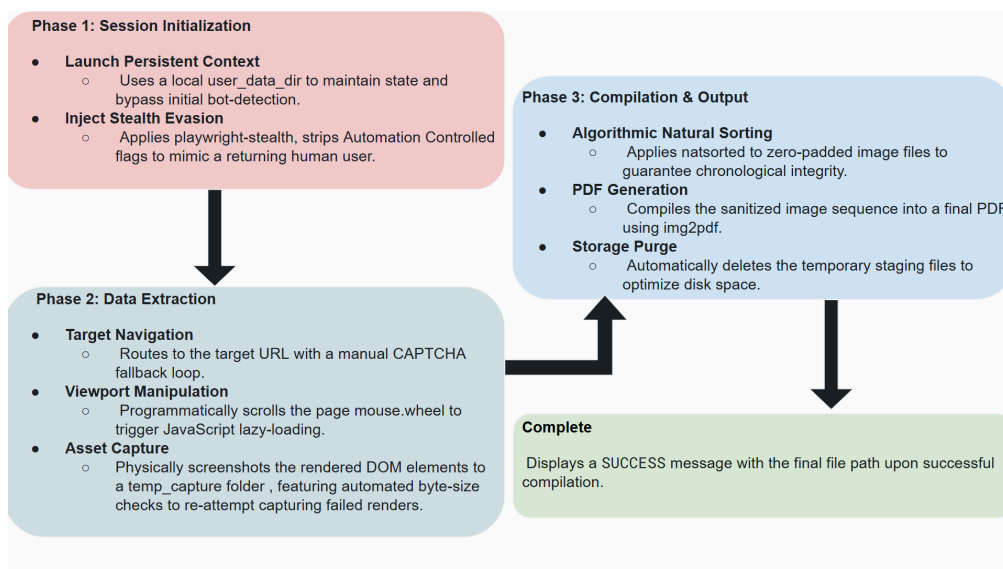 Phase 1: Session Initialization
● Launch Persistent Context
○ Uses a local user_data_dir to maintain state and
bypass initial bot-detection.
● Inject Stealth Evasion
○ Applies playwright-stealth, strips Automation Controlled
flags to mimic a returning human user.
Phase 2: Data Extraction
● Target Navigation
○ Routes to the target URL with a manual CAPTCHA
fallback loop.
● Viewport Manipulation
○ Programmatically scrolls the page mouse.wheel to
trigger JavaScript lazy-loading.
● Asset Capture
○ Physically screenshots the rendered DOM elements to
a temp_capture folder , featuring automated byte-size
checks to re-attempt capturing failed renders.
Phase 3: Compilation & Output
● Algorithmic Natural Sorting
○ Applies natsorted to zero-padded image files to
guarantee chronological integrity.
● PDF Generation
○ Compiles the sanitized image sequence into a final PDF
using img2pdf.
● Storage Purge
○ Automatically deletes the temporary staging files to
optimize disk space.
Complete
Displays a SUCCESS message with the final file path upon successful
compilation.